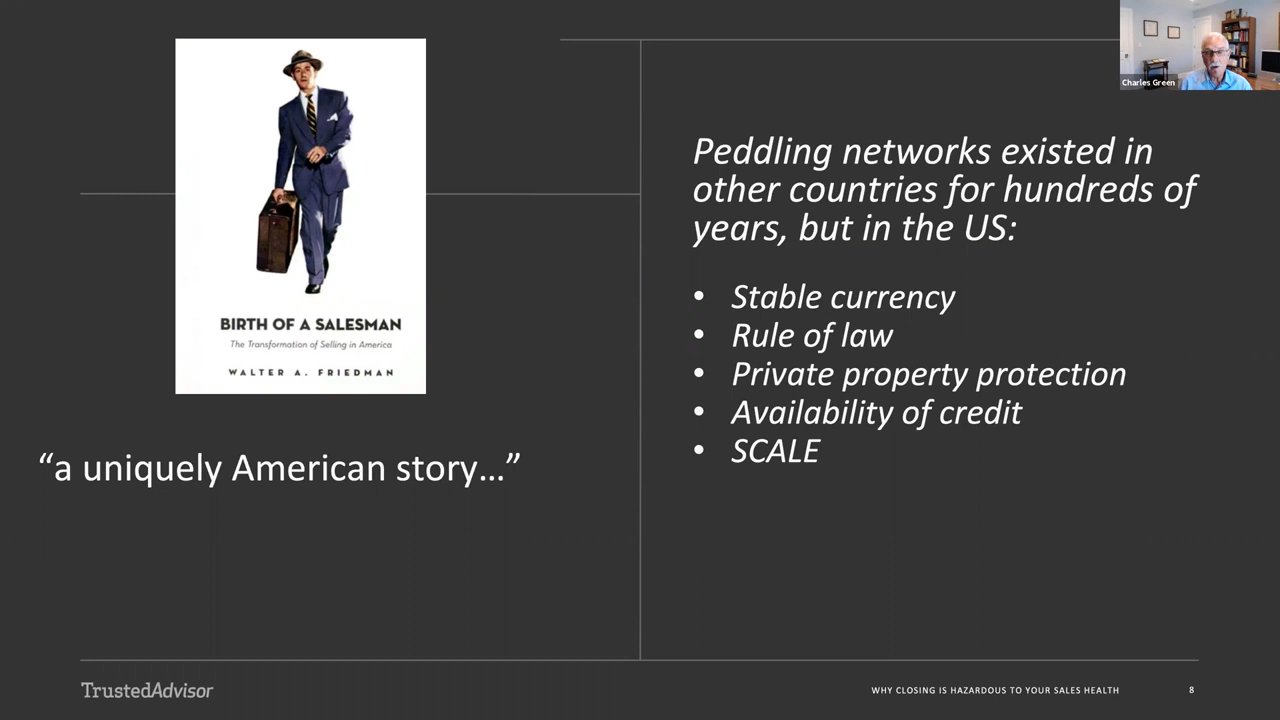 Charles Green
BIRTH OF A SALESMAN
The Transformation of Selling in America
WALTER A. FRIEDMAN
“a uniquely American story…”
Peddling networks existed in
other countries for hundreds of
years, but in the US:
• Stable currency
• Rule of law
• Private property protection
• Availability of credit
• SCALE
TrustedAdvisor
WHY CLOSING IS HAZARDOUS TO YOUR SALES HEALTH
8